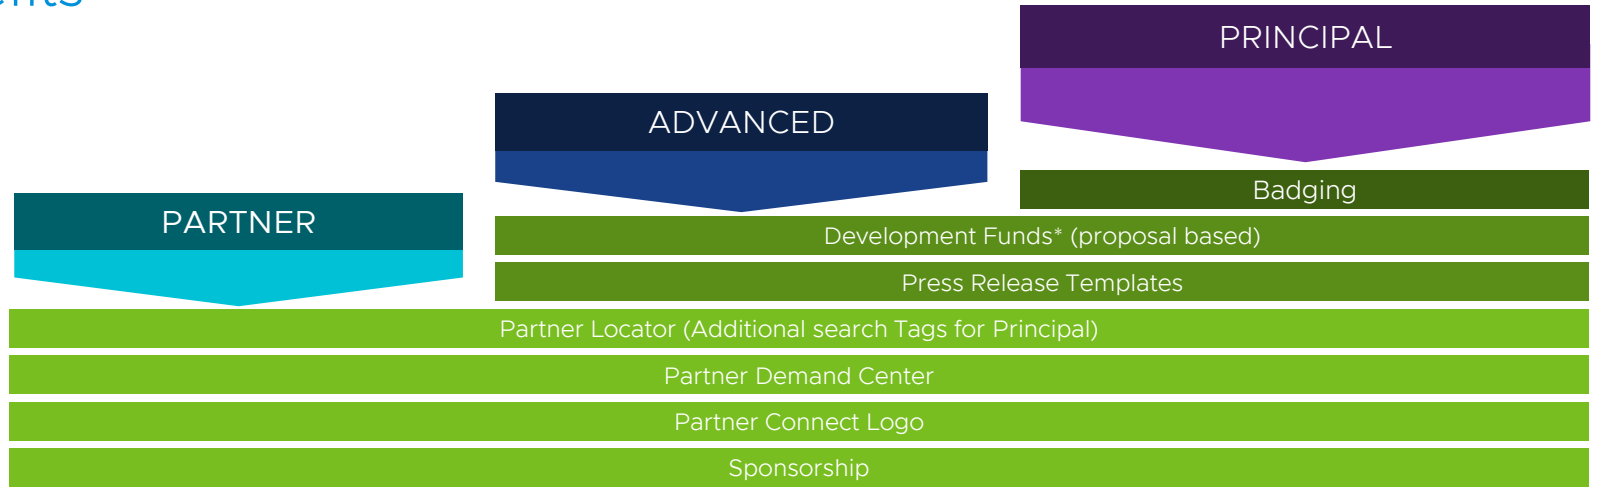 PRINCIPAL
ADVANCED
Badging
PARTNER
Development Funds* (proposal based)
Press Release Templates
Partner Locator (Additional search Tags for Principal)
Partner Demand Center
Partner Connect Logo
Sponsorship